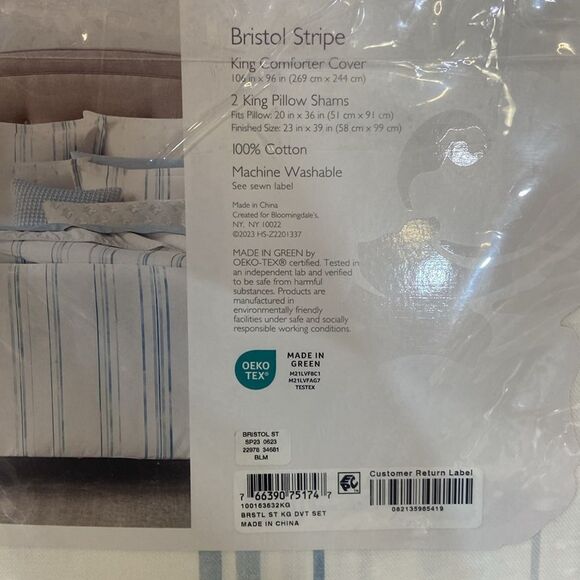 Bristol Stripe
King Comforter Cover
106 in x 96 in (269 cm x 244 cm)
2 King Pillow Shams
Fits Pillow: 20 in x 36 in (51 cm x 91 cm)
Finished Size: 23 in x 39 in (58 cm x 99 cm)
100% Cotton
Machine Washable
See sewn label
Made in China
Created for Bloomingdale's,
NY, NY 10022
©2023 HS-Z2201337
MADE IN GREEN by
OEKO-TEX® certified. Tested in
an independent lab and verified
to be safe from harmful
substances. Products are
manufactured in
environmentally friendly
facilities under safe and socially
responsible working conditions.
OEKO
TEX®
MADE IN
GREEN
M21LVF8C1
M21LVFAG7
TESTEX
BRISTOL ST
SP23 0623
22978 34681
BLM
7 66390 75174 7
100163632KG
BRSTL ST KG DVT SET
MADE IN CHINA
EPC
Customer Return Label
082135965419